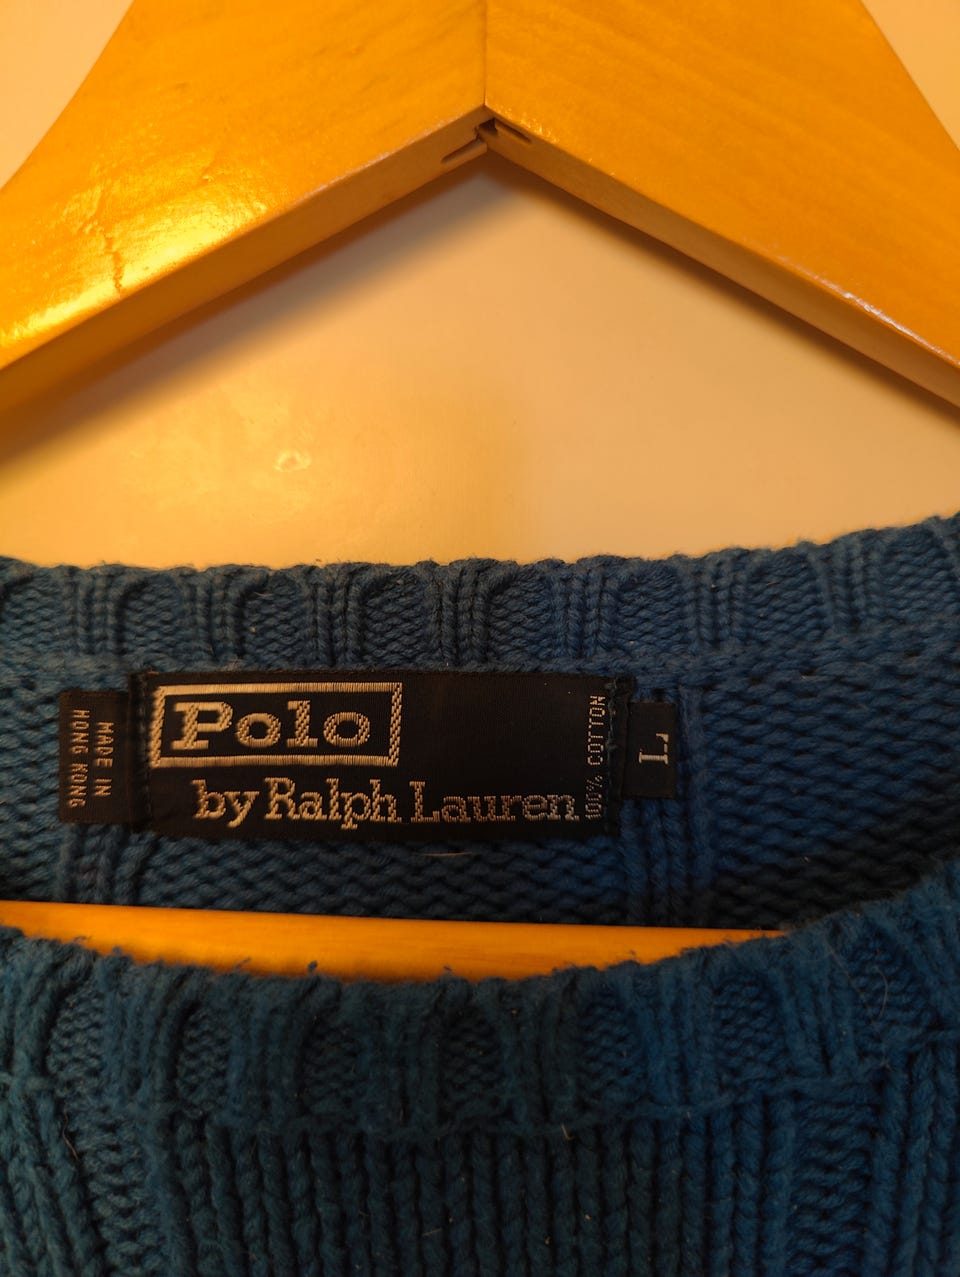 MADE IN
HONG KONG
Polo
by Ralph Lauren
100% COTTON
L